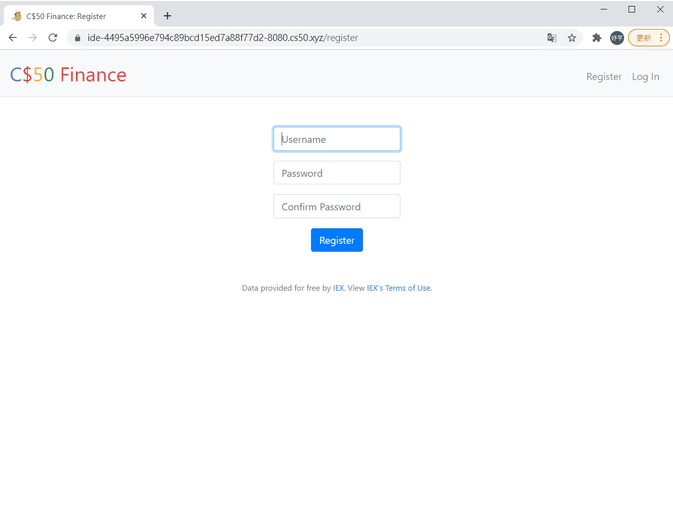 C$50 Finance: Register
ide-4495a5996e794c89bcd15ed7a88f77d2-8080.cs50.xyz/register
更新
C$50 Finance
Register Log In
Username
Password
Confirm Password
Register
Data provided for free by IEX. View IEX's Terms of Use.